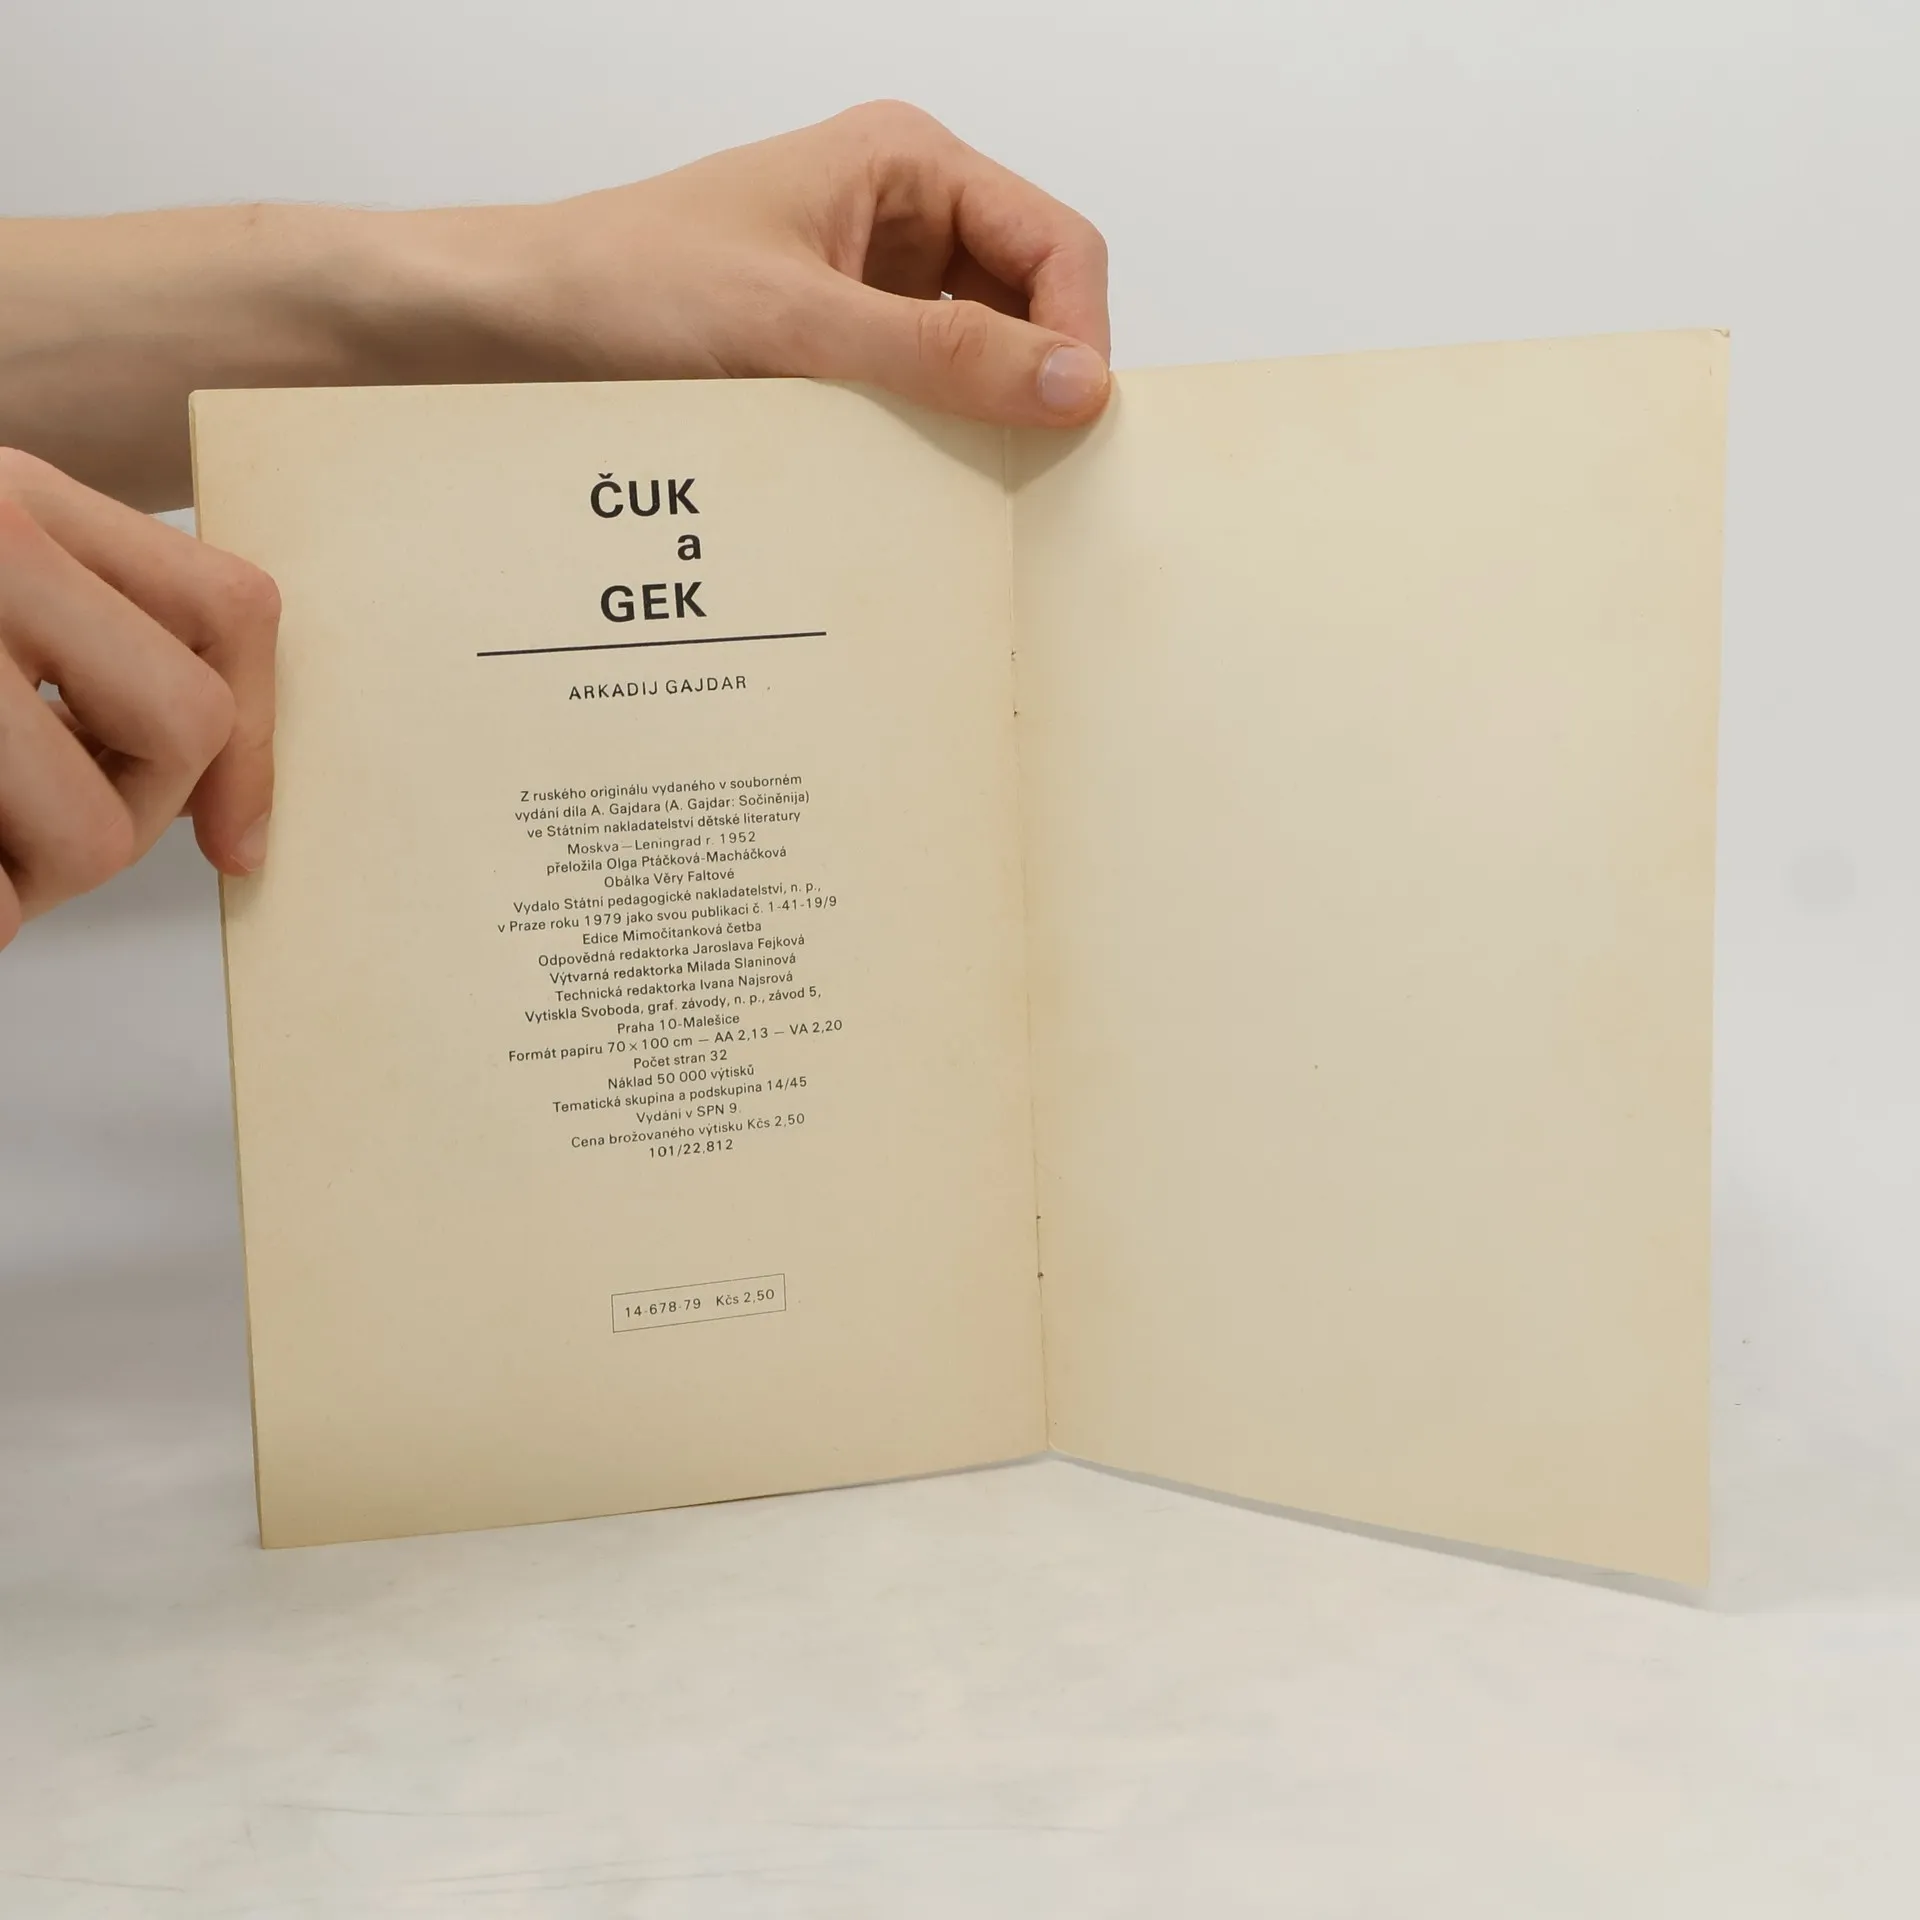 ČUK
a
GEK
ARKADIJ GAJDAR
Z ruského originálu vydaného v souborném
vydání díla A. Gajdara (A. Gajdar: Sočiněnija)
ve Státním nakladatelství dětské literatury
Moskva — Leningrad r. 1952
přeložila Olga Ptáčková-Macháčková
Obálka Věry Faltové
Vydalo Státní pedagogické nakladatelství, n. p.,
v Praze roku 1979 jako svou publikaci č. 1-41-19/9
Edice Mimočítanková četba
Odpovědná redaktorka Jaroslava Fejková
Výtvarná redaktorka Milada Slaninová
Technická redaktorka Ivana Najsrová
Vytiskla Svoboda, graf. závody, n. p., závod 5,
Praha 10-Malešice
Formát papíru 70 × 100 cm — AA 2,13 — VA 2,20
Počet stran 32
Náklad 50 000 výtisků
Tematická skupina a podskupina 14/45
Vydání v SPN 9.
Cena brožovaného výtisku Kčs 2,50
101/22,812
14-678-79 Kčs 2,50